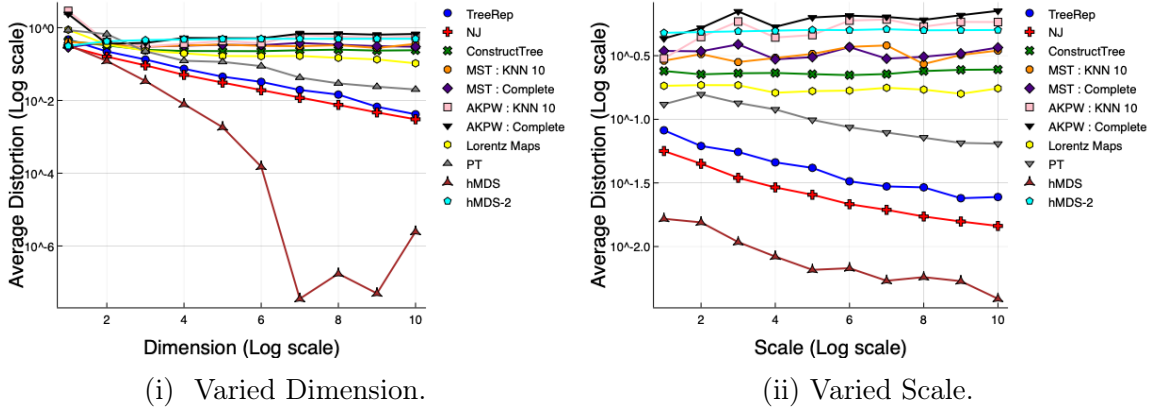 Average Distortion (Log scale)
10^0
10^-2
10^-4
10^-6
2
4
6
8
10
Dimension (Log scale)
TreeRep
NJ
ConstructTree
MST : KNN 10
MST : Complete
AKPW : KNN 10
AKPW : Complete
Lorentz Maps
PT
hMDS
hMDS-2
(i) Varied Dimension.
Average Distortion (Log scale)
10^-0.5
10^-1.0
10^-1.5
10^-2.0
2
4
6
8
10
Scale (Log scale)
TreeRep
NJ
ConstructTree
MST : KNN 10
MST : Complete
AKPW : KNN 10
AKPW : Complete
Lorentz Maps
PT
hMDS
hMDS-2
(ii) Varied Scale.